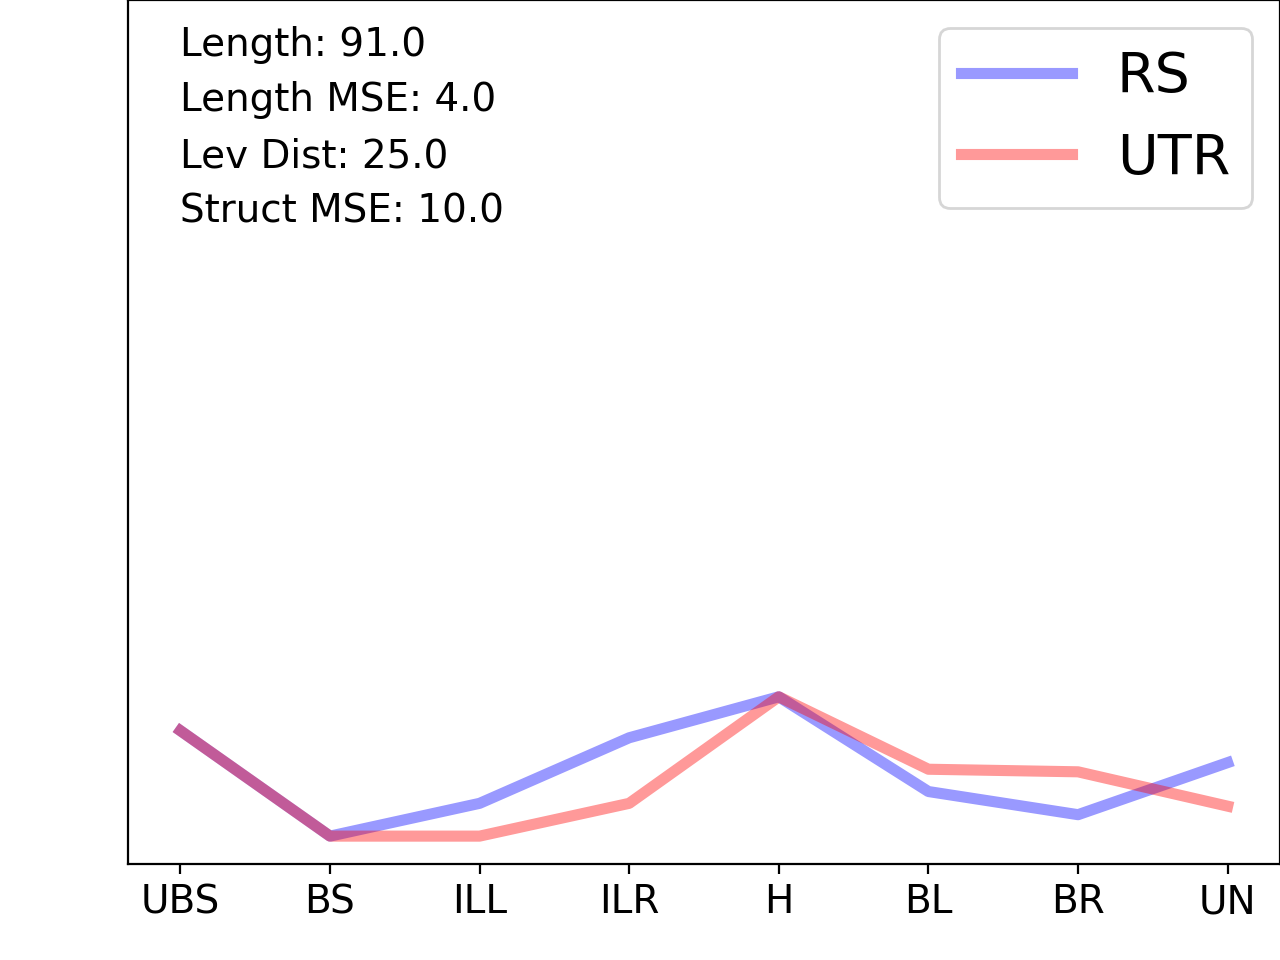 Length: 91.0
Length MSE: 4.0
Lev Dist: 25.0
Struct MSE: 10.0
RS
UTR
UBS BS ILL ILR H BL BR UN